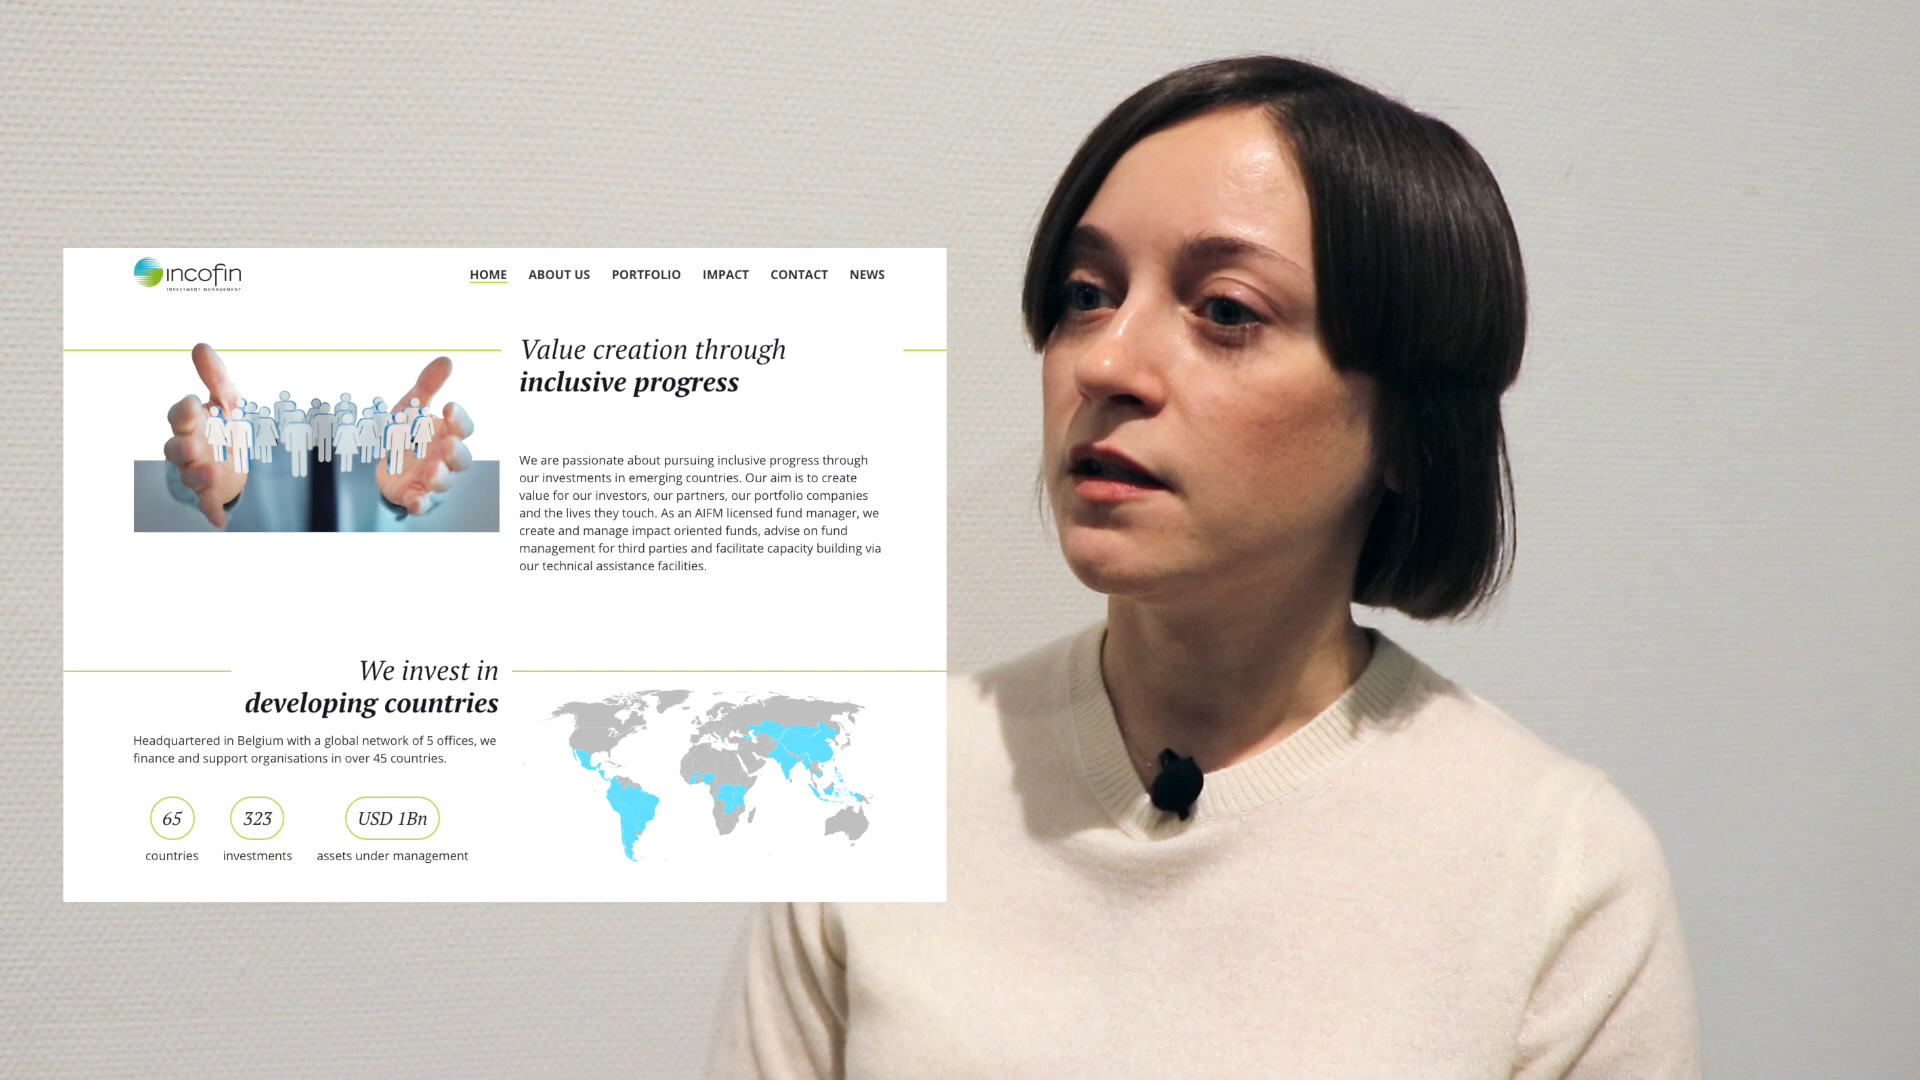 incofin
INVESTMENT MANAGEMENT
HOME ABOUT US PORTFOLIO IMPACT CONTACT NEWS
Value creation through
inclusive progress
We are passionate about pursuing inclusive progress through
our investments in emerging countries. Our aim is to create
value for our investors, our partners, our portfolio companies
and the lives they touch. As an AIFM licensed fund manager, we
create and manage impact oriented funds, advise on fund
management for third parties and facilitate capacity building via
our technical assistance facilities.
We invest in
developing countries
Headquartered in Belgium with a global network of 5 offices, we
finance and support organisations in over 45 countries.
65 323 USD 1Bn
countries investments assets under management